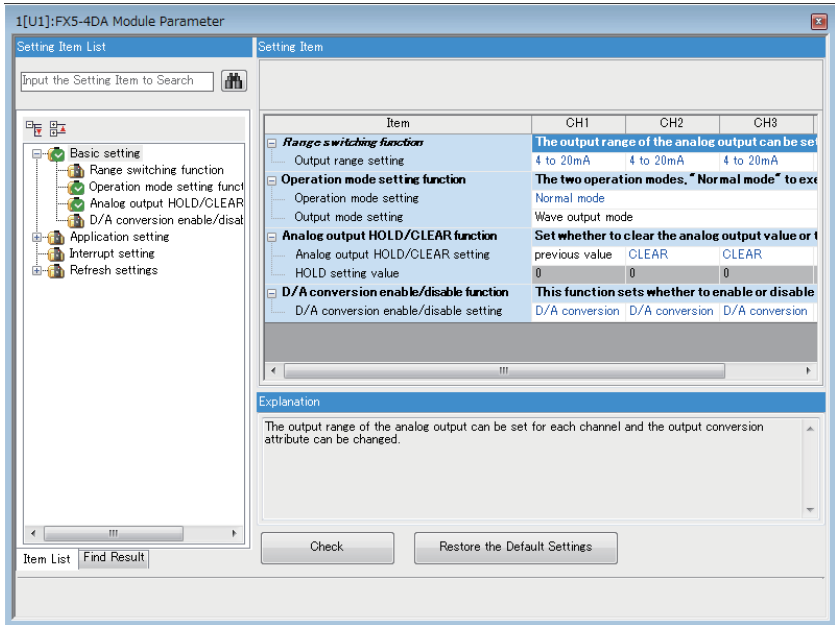 1[U1]:FX5-4DA Module Parameter
Setting Item List
Input the Setting Item to Search
Basic setting
Range switching function
Operation mode setting funct
Analog output HOLD/CLEAR
D/A conversion enable/disab
Application setting
Interrupt setting
Refresh settings
Item List
Find Result
Setting Item
Item CH1 CH2 CH3
Range switching function The output range of the analog output can be set
Output range setting 4 to 20mA 4 to 20mA 4 to 20mA
Operation mode setting function The two operation modes, "Normal mode" to exe
Operation mode setting Normal mode
Output mode setting Wave output mode
Analog output HOLD/CLEAR function Set whether to clear the analog output value or t
Analog output HOLD/CLEAR setting previous value CLEAR CLEAR
HOLD setting value 0 0 0
D/A conversion enable/disable function This function sets whether to enable or disable
D/A conversion enable/disable setting D/A conversion D/A conversion D/A conversion
Explanation
The output range of the analog output can be set for each channel and the output conversion
attribute can be changed.
Check
Restore the Default Settings